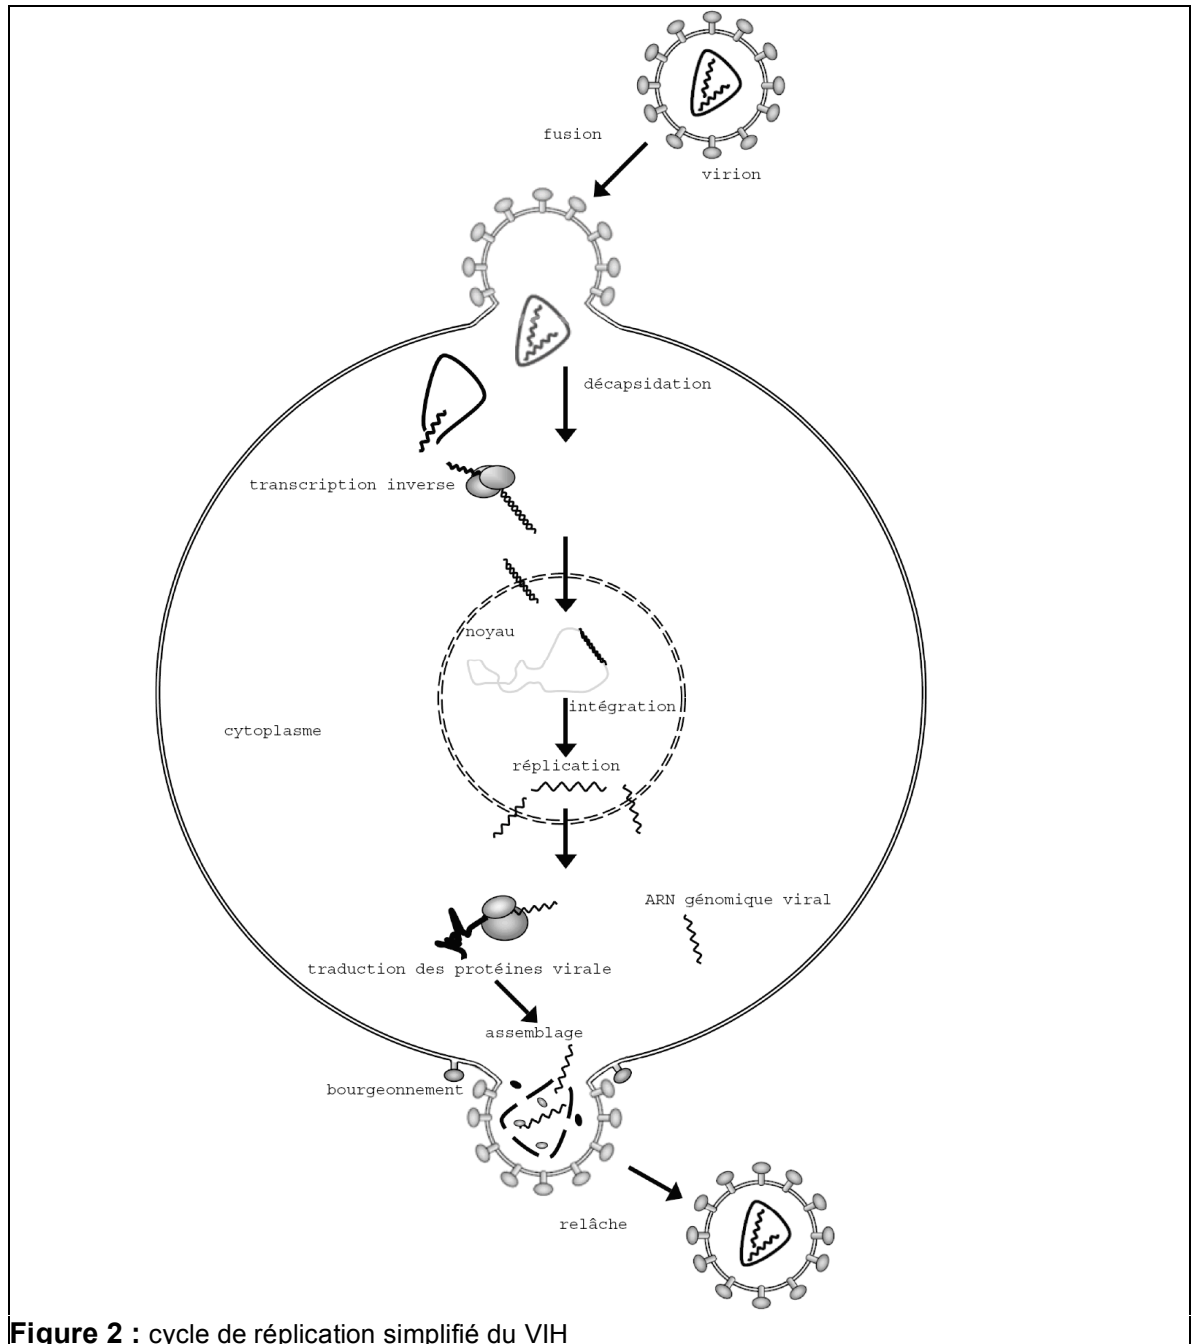 fusion
virion
décapsidation
transcription inverse
noyau
intégration
cytoplasme
réplication
ARN génomique viral
traduction des protéines virale
assemblage
bourgeonnement
relâche
Figure 2 : cycle de réplication simplifié du VIH